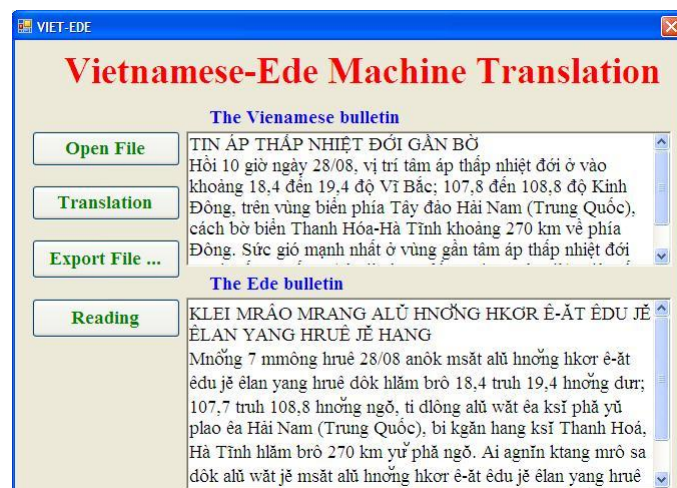 VIET-EDE
Vietnamese-Ede Machine Translation
The Vienamese bulletin
Open File
Translation
Export File ...
TIN ÁP THẤP NHIỆT ĐỚI GẦN BỜ
Hồi 10 giờ ngày 28/08, vị trí tâm áp thấp nhiệt đới ở vào
khoảng 18,4 đến 19,4 độ Vĩ Bắc; 107,8 đến 108,8 độ Kinh
Đông, trên vùng biển phía Tây đảo Hải Nam (Trung Quốc),
cách bờ biển Thanh Hóa-Hà Tĩnh khoảng 270 km về phía
Đông. Sức gió mạnh nhất ở vùng gần tâm áp thấp nhiệt đới
The Ede bulletin
Reading
KLEI MRÂO MRANG ALŬ HNƠ̆NG HKƠR Ê-ĂT ÊDU JĔ
ÊLAN YANG HRUÊ JĔ HANG
Mnơ̆ng 7 mmông hruê 28/08 anôk msăt alŭ hnơ̆ng hkơr ê-ăt
êdu jĕ êlan yang hruê dôk hlăm brô 18,4 truh 19,4 hnơ̆ng dưr;
107,7 truh 108,8 hnơ̆ng ngŏ, ti dlông alŭ wăt êa ksĭ phă yŭ
plao êa Hải Nam (Trung Quốc), bi kgăn hang ksĭ Thanh Hoá,
Hà Tĩnh hlăm brô 270 km yư̆ phă ngŏ. Ai agnĭn ktang mrô sa
dôk alŭ wăt jĕ msăt alŭ hnơ̆ng hkơr ê-ăt êdu jĕ êlan yang hruê